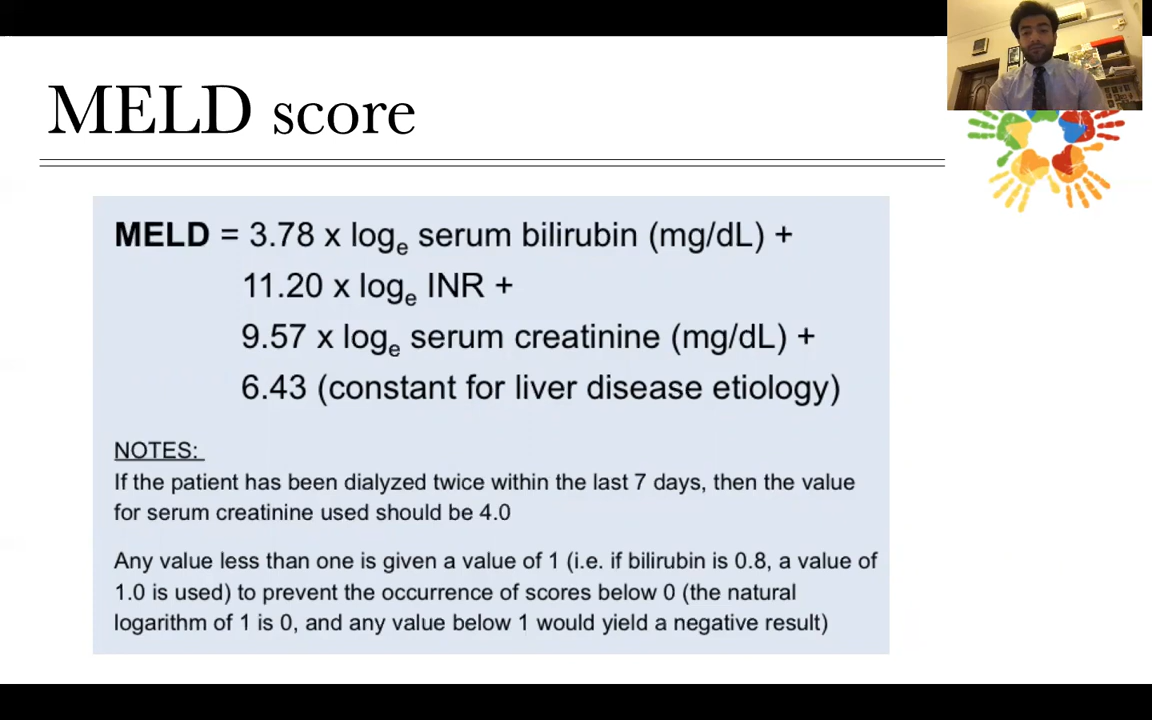 MELD score
MELD = 3.78 x logₑ serum bilirubin (mg/dL) +
11.20 x logₑ INR +
9.57 x logₑ serum creatinine (mg/dL) +
6.43 (constant for liver disease etiology)
NOTES:
If the patient has been dialyzed twice within the last 7 days, then the value
for serum creatinine used should be 4.0
Any value less than one is given a value of 1 (i.e. if bilirubin is 0.8, a value of
1.0 is used) to prevent the occurrence of scores below 0 (the natural
logarithm of 1 is 0, and any value below 1 would yield a negative result)